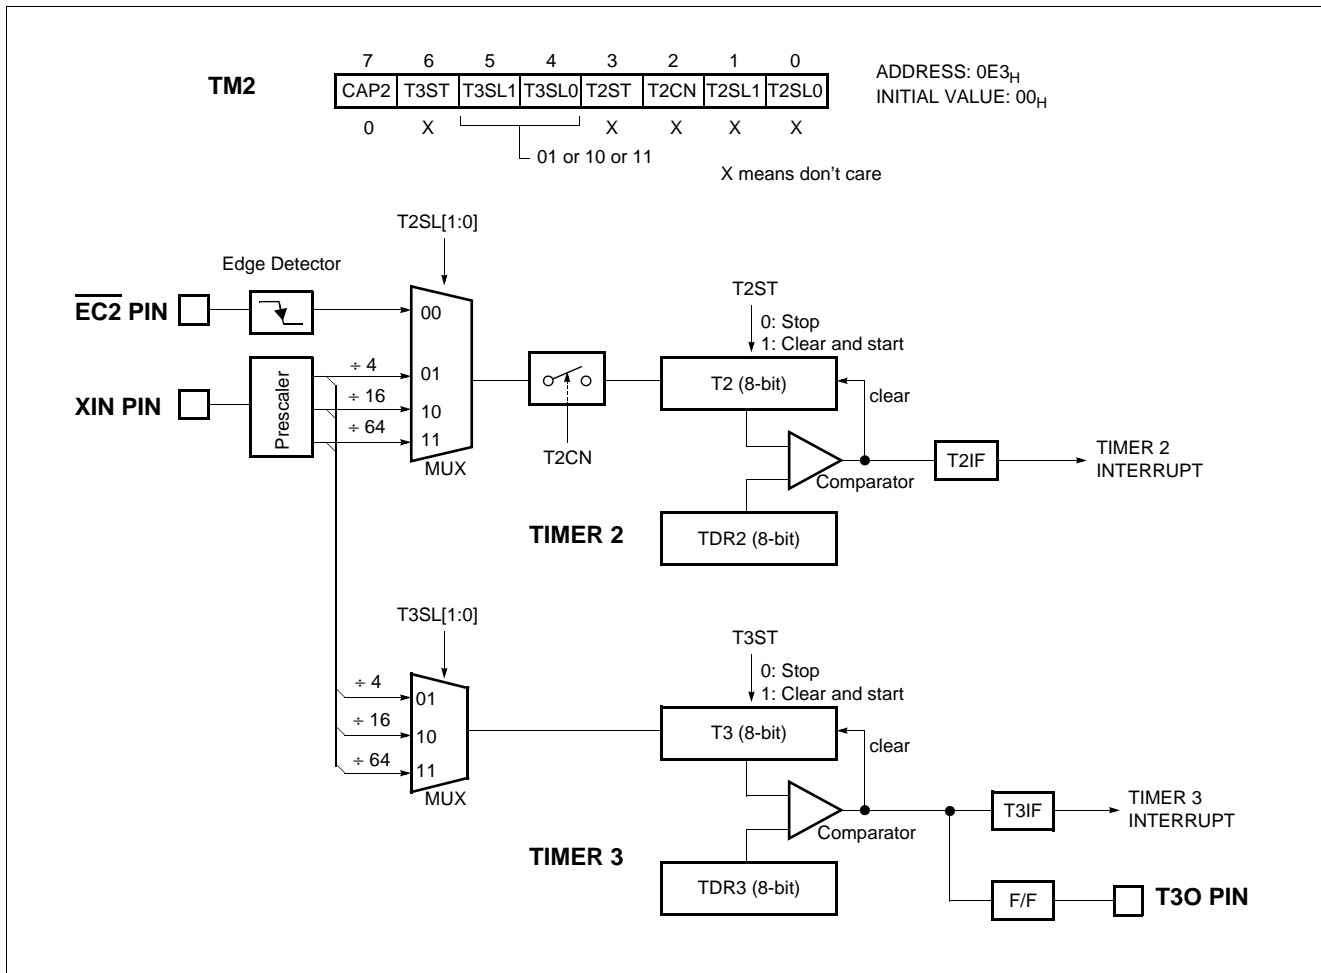 7 6 5 4 3 2 1 0
TM2
CAP2 T3ST T3SL1 T3SL0 T2ST T2CN T2SL1 T2SL0
ADDRESS: 0E3H
INITIAL VALUE: 00H
0 X X X X X
01 or 10 or 11
X means don't care
T2SL[1:0]
Edge Detector
EC2 PIN
00
T2ST
0: Stop
1: Clear and start
XIN PIN
Prescaler
÷ 4
01
÷ 16
10
÷ 64
11
MUX
T2CN
T2 (8-bit)
clear
Comparator
T2IF
TIMER 2
INTERRUPT
TIMER 2
TDR2 (8-bit)
T3SL[1:0]
T3ST
0: Stop
1: Clear and start
÷ 4
01
÷ 16
10
÷ 64
11
MUX
T3 (8-bit)
clear
Comparator
T3IF
TIMER 3
INTERRUPT
TIMER 3
TDR3 (8-bit)
F/F
T3O PIN